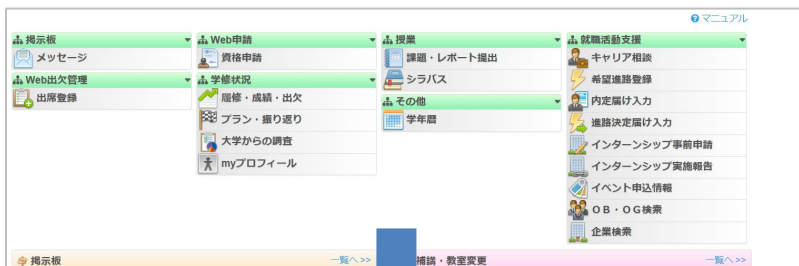 マニュアル
掲示板
メッセージ
Web出欠管理
出席登録
Web申請
資格申請
学修状況
履修・成績・出欠
プラン・振り返り
大学からの調査
myプロフィール
授業
課題・レポート提出
シラバス
その他
学年暦
就職活動支援
キャリア相談
希望進路登録
内定届け入力
進路決定届け入力
インターンシップ事前申請
インターンシップ実施報告
イベント申込情報
OB・OG検索
企業検索
掲示板 一覧へ>>
補講・教室変更 一覧へ>>